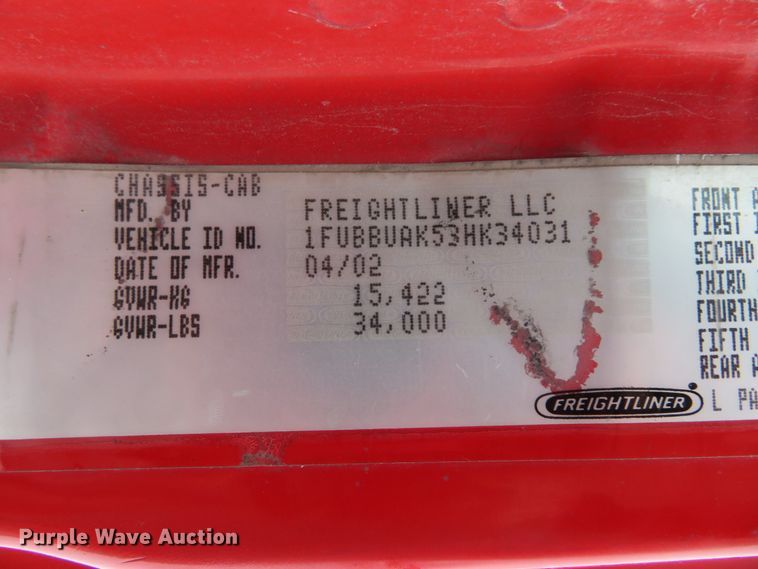 CHASSIS-CAB
MFD. BY FREIGHTLINER LLC
VEHICLE ID NO. 1FUBBUAK53HK34031
DATE OF MFR. 04/02
GVWR-KG 15,422
GVWR-LBS 34,000
FRONT A
FIRST I
SECOND
THIRD
FOURTH
FIFTH
REAR A
FREIGHTLINER
L PA
Purple Wave Auction